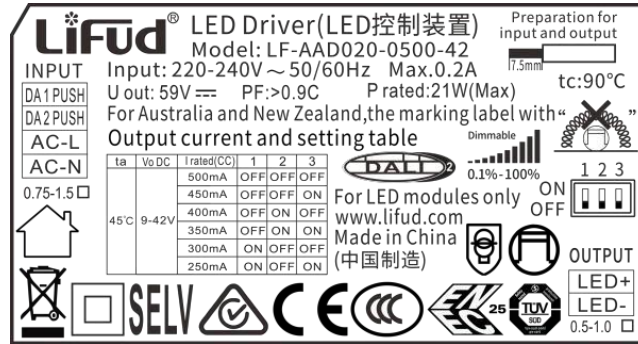 Lifud®
LED Driver(LED控制装置)
Model: LF-AAD020-0500-42
Preparation for
input and output
7.5mm
INPUT
DA1 PUSH
DA2 PUSH
AC-L
AC-N
0.75-1.5
Input: 220-240V～50/60Hz Max.0.2A
U out: 59V PF:>0.9C P rated:21W(Max)
tc:90℃
For Australia and New Zealand,the marking label with“ ”
Output current and setting table
ta Vo DC I rated(CC) 1 2 3
45℃ 9-42V
500mA OFF OFF OFF
450mA OFF OFF ON
400mA OFF ON OFF
350mA OFF ON ON
300mA ON OFF OFF
250mA ON OFF ON
DALI 2
Dimmable
0.1%-100%
For LED modules only
www.lifud.com
Made in China
(中国制造)
1 2 3
ON
OFF
OUTPUT
LED+
LED-
0.5-1.0
SELV
CE
CCC
ENEC
25
TÜV
SÜD